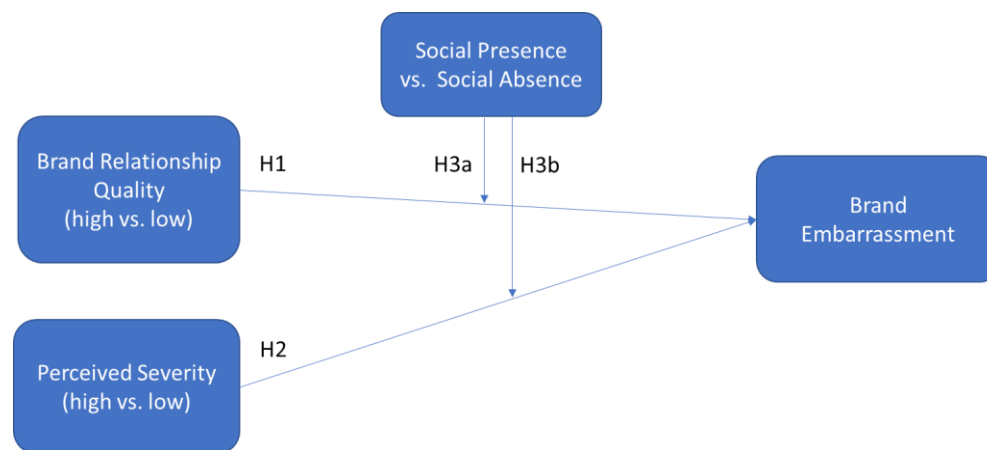 Social Presence
vs.  Social Absence
Brand Relationship
Quality
(high vs. low)
H1
H3a
H3b
Brand
Embarrassment
H2
Perceived Severity
(high vs. low)